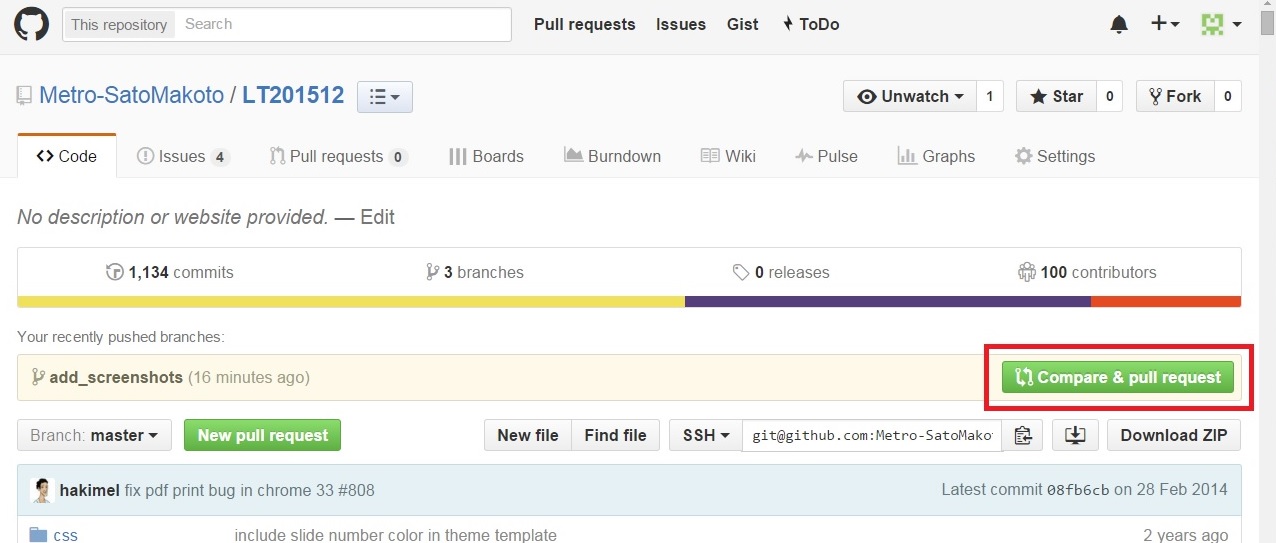 This repository Search Pull requests Issues Gist ToDo
Metro-SatoMakoto / LT201512 Unwatch 1 Star 0 Fork 0
Code Issues 4 Pull requests 0 Boards Burndown Wiki Pulse Graphs Settings
No description or website provided. — Edit
1,134 commits 3 branches 0 releases 100 contributors
Your recently pushed branches:
add_screenshots (16 minutes ago) Compare & pull request
Branch: master New pull request New file Find file SSH git@github.com:Metro-SatoMako Download ZIP
hakimel fix pdf print bug in chrome 33 #808 Latest commit 08fb6cb on 28 Feb 2014
css include slide number color in theme template 2 years ago